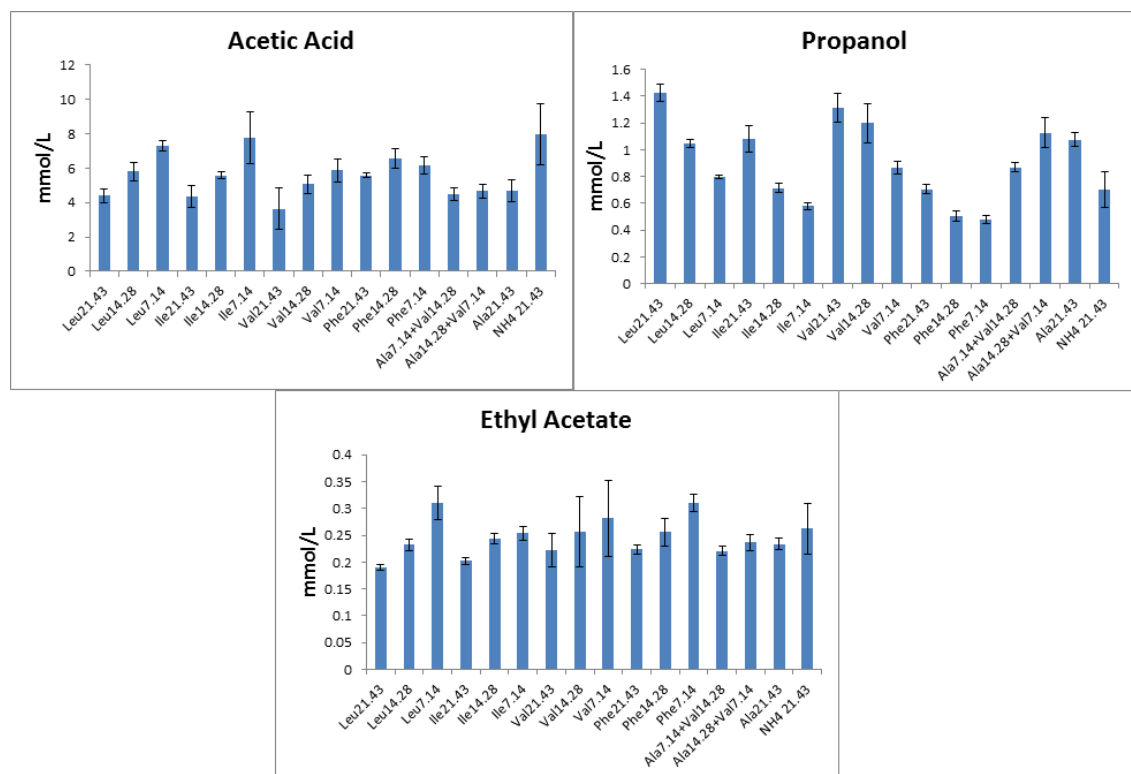 Acetic Acid
mmol/L
12
10
8
6
4
2
0
Leu21.43
Leu14.28
Leu7.14
Ile21.43
Ile14.28
Ile7.14
Val21.43
Val14.28
Val7.14
Phe21.43
Phe14.28
Phe7.14
Ala7.14+Val14.28
Ala14.28+Val7.14
Ala21.43
NH4 21.43
Propanol
mmol/L
1.6
1.4
1.2
1
0.8
0.6
0.4
0.2
0
Leu21.43
Leu14.28
Leu7.14
Ile21.43
Ile14.28
Ile7.14
Val21.43
Val14.28
Val7.14
Phe21.43
Phe14.28
Phe7.14
Ala7.14+Val14.28
Ala14.28+Val7.14
Ala21.43
NH4 21.43
Ethyl Acetate
mmol/L
0.4
0.35
0.3
0.25
0.2
0.15
0.1
0.05
0
Leu21.43
Leu14.28
Leu7.14
Ile21.43
Ile14.28
Ile7.14
Val21.43
Val14.28
Val7.14
Phe21.43
Phe14.28
Phe7.14
Ala7.14+Val14.28
Ala14.28+Val7.14
Ala21.43
NH4 21.43